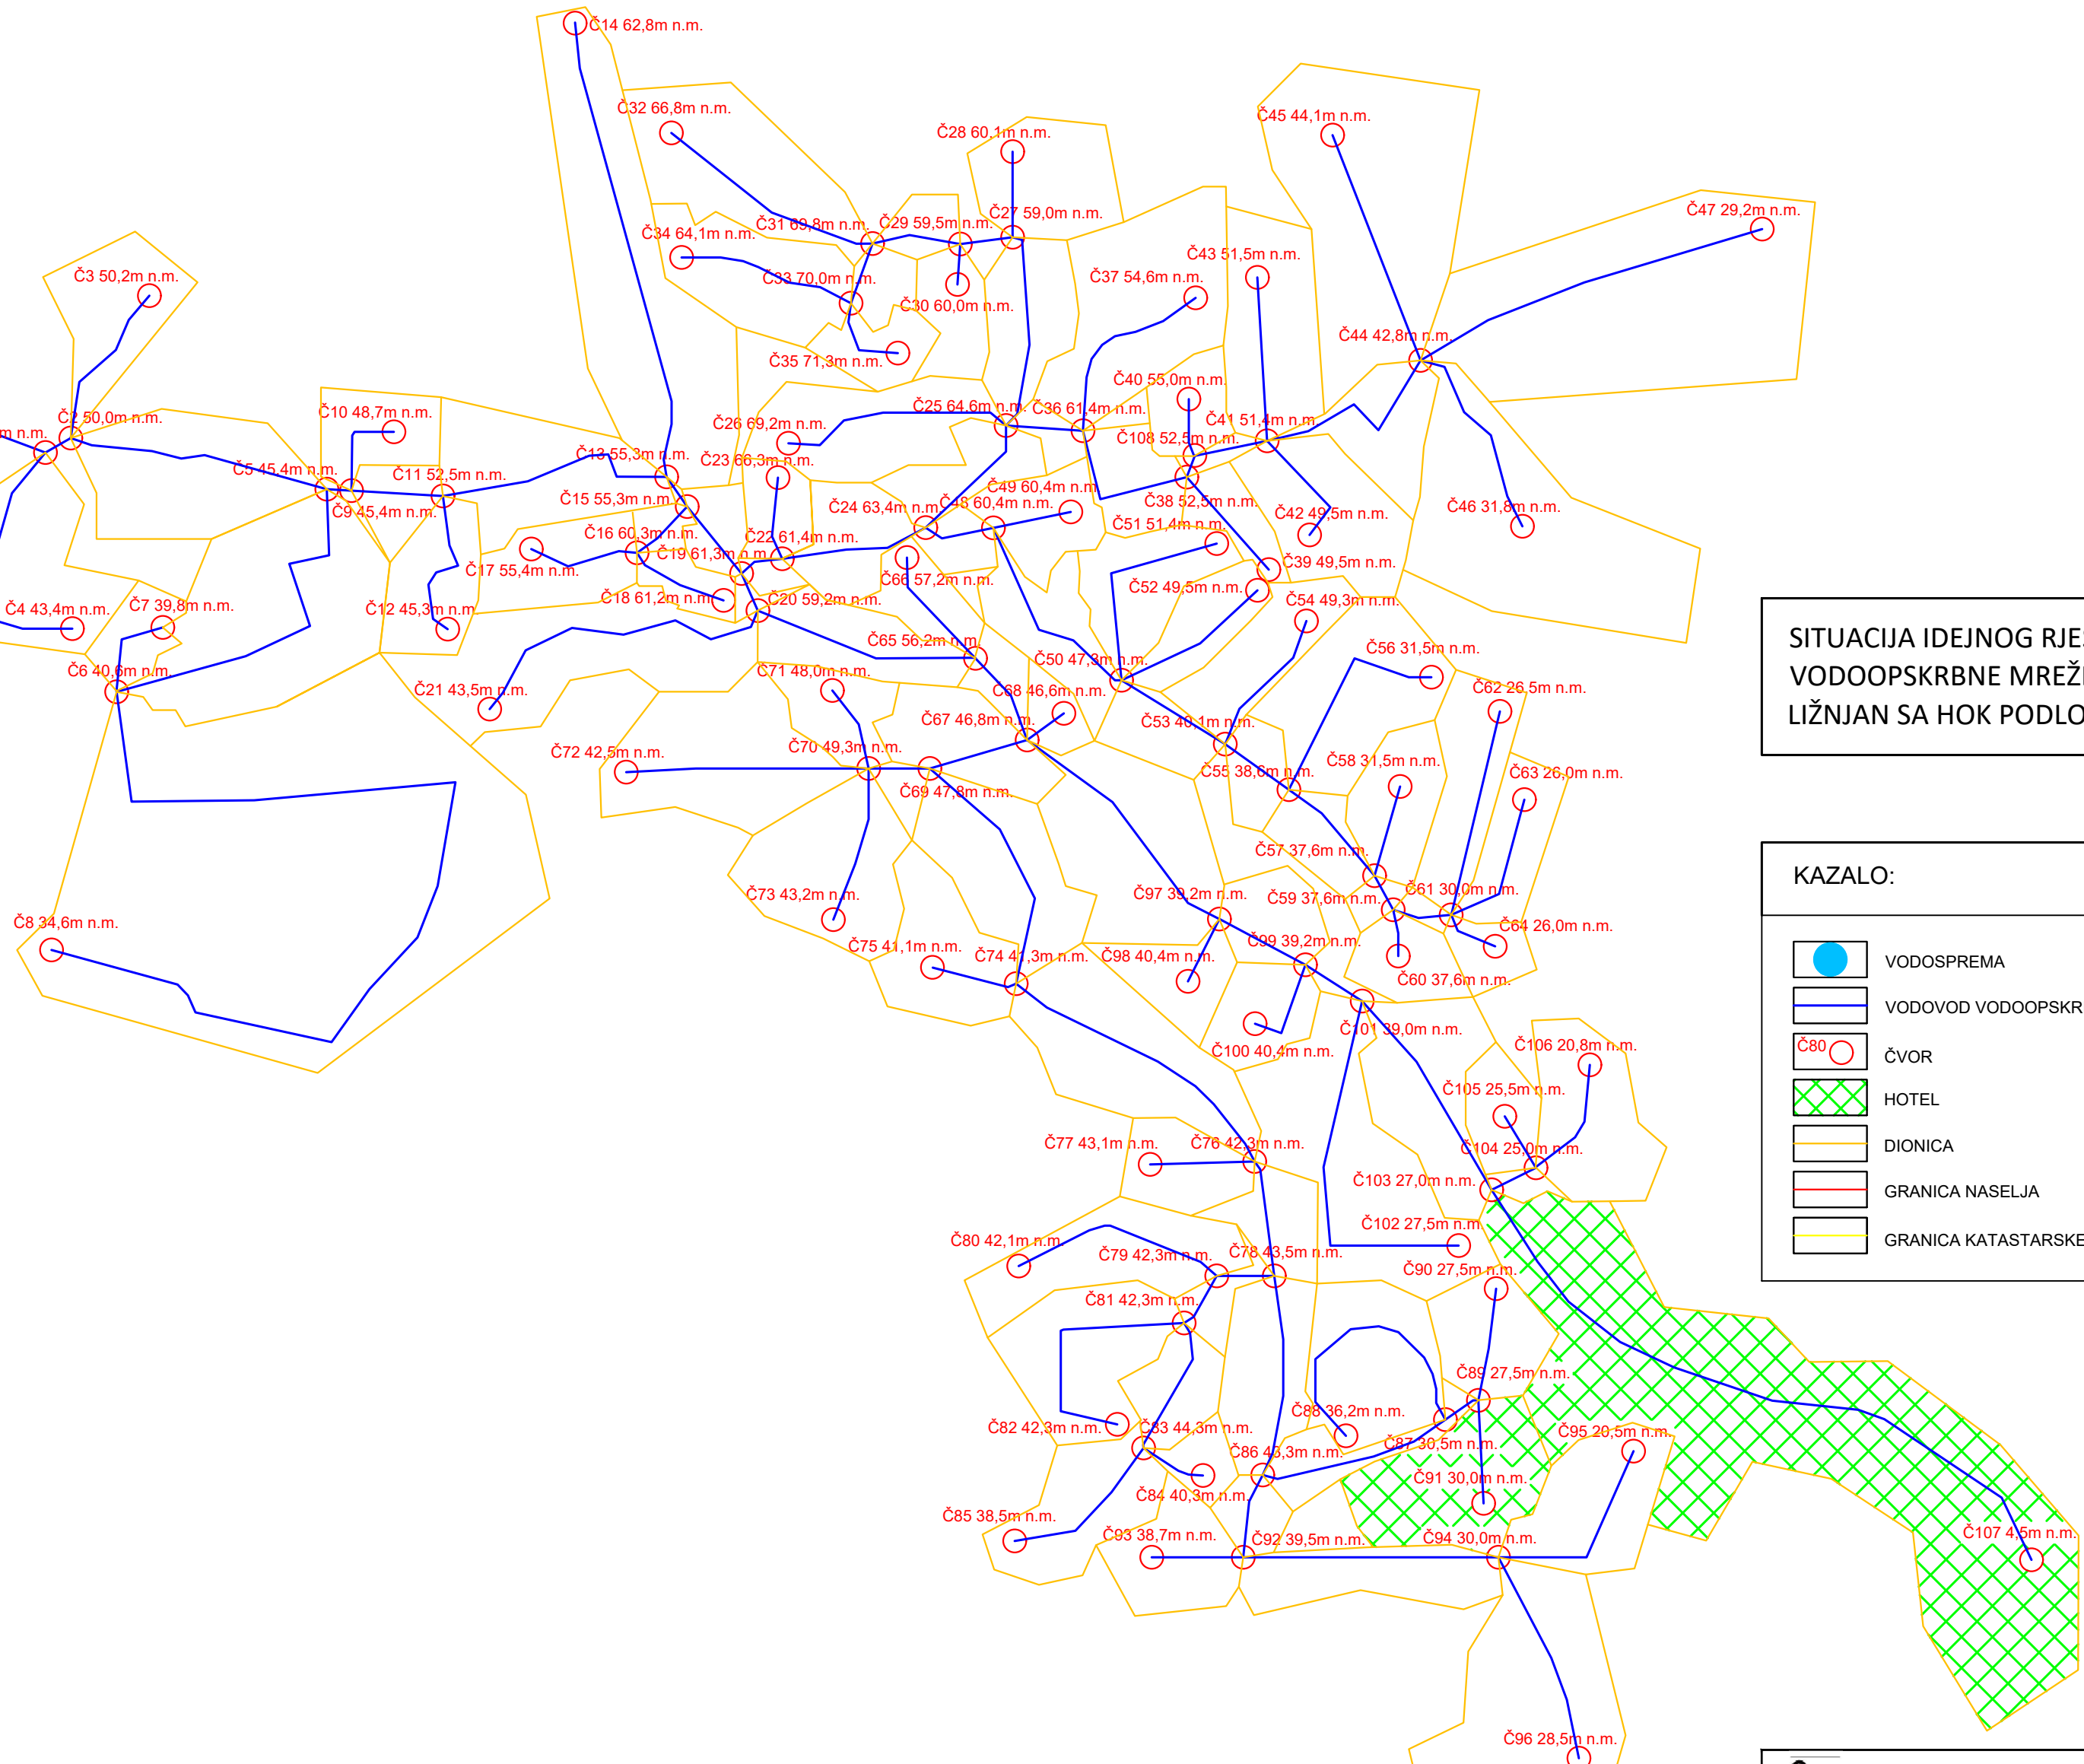 Č14 62,8m n.m.
Č32 66,8m n.m.
Č28 60,1m n.m.
Č45 44,1m n.m.
Č47 29,2m n.m.
Č31 69,8m n.m.
Č29 59,5m n.m.
Č27 59,0m n.m.
Č34 64,1m n.m.
Č43 51,5m n.m.
Č3 50,2m n.m.
Č33 70,0m n.m.
Č37 54,6m n.m.
Č30 60,0m n.m.
Č44 42,8m n.m.
Č35 71,3m n.m.
Č40 55,0m n.m.
Č2 50,0m n.m.
Č10 48,7m n.m.
Č25 64,6m n.m.
Č36 61,4m n.m.
Č41 51,4m n.m.
m n.m.
Č26 69,2m n.m.
Č108 52,5m n.m.
Č5 45,4m n.m.
Č11 52,5m n.m.
Č13 55,3m n.m.
Č23 66,3m n.m.
Č49 60,4m n.m.
Č15 55,3m n.m.
Č9 45,4m n.m.
Č24 63,4m n.m.
Č48 60,4m n.m.
Č38 52,5m n.m.
Č42 49,5m n.m.
Č46 31,8m n.m.
Č16 60,3m n.m.
Č22 61,4m n.m.
Č51 51,4m n.m.
Č19 61,3m n.m.
Č17 55,4m n.m.
Č39 49,5m n.m.
Č66 57,2m n.m.
Č52 49,5m n.m.
Č4 43,4m n.m.
Č7 39,8m n.m.
Č12 45,3m n.m.
Č18 61,2m n.m.
Č20 59,2m n.m.
Č54 49,3m n.m.
Č65 56,2m n.m.
Č50 47,3m n.m.
Č56 31,5m n.m.
Č6 40,6m n.m.
Č21 43,5m n.m.
Č71 48,0m n.m.
Č68 46,6m n.m.
Č62 26,5m n.m.
Č67 46,8m n.m.
Č53 40,1m n.m.
Č72 42,5m n.m.
Č70 49,3m n.m.
Č55 38,6m n.m.
Č58 31,5m n.m.
Č63 26,0m n.m.
Č69 47,8m n.m.
Č57 37,6m n.m.
Č73 43,2m n.m.
Č97 39,2m n.m.
Č59 37,6m n.m.
Č61 30,0m n.m.
Č8 34,6m n.m.
Č64 26,0m n.m.
Č75 41,1m n.m.
Č74 41,3m n.m.
Č98 40,4m n.m.
Č99 39,2m n.m.
Č60 37,6m n.m.
Č101 39,0m n.m.
Č100 40,4m n.m.
Č106 20,8m n.m.
Č105 25,5m n.m.
Č77 43,1m n.m.
Č76 42,3m n.m.
Č104 25,0m n.m.
Č103 27,0m n.m.
Č102 27,5m n.m.
Č80 42,1m n.m.
Č79 42,3m n.m.
Č78 43,5m n.m.
Č90 27,5m n.m.
Č81 42,3m n.m.
Č89 27,5m n.m.
Č82 42,3m n.m.
Č83 44,3m n.m.
Č88 36,2m n.m.
Č87 30,5m n.m.
Č95 20,5m n.m.
Č91 30,0m n.m.
Č84 40,3m n.m.
Č85 38,5m n.m.
Č93 38,7m n.m.
Č92 39,5m n.m.
Č94 30,0m n.m.
Č107 4,5m n.m.
Č96 28,5m n.m.
SITUACIJA IDEJNOG RJE
VODOOPSKRBNE MREŽ
LIŽNJAN SA HOK PODLO
KAZALO:
VODOSPREMA
VODOVOD VODOOPSKR
Č80 ČVOR
HOTEL
DIONICA
GRANICA NASELJA
GRANICA KATASTARSKE